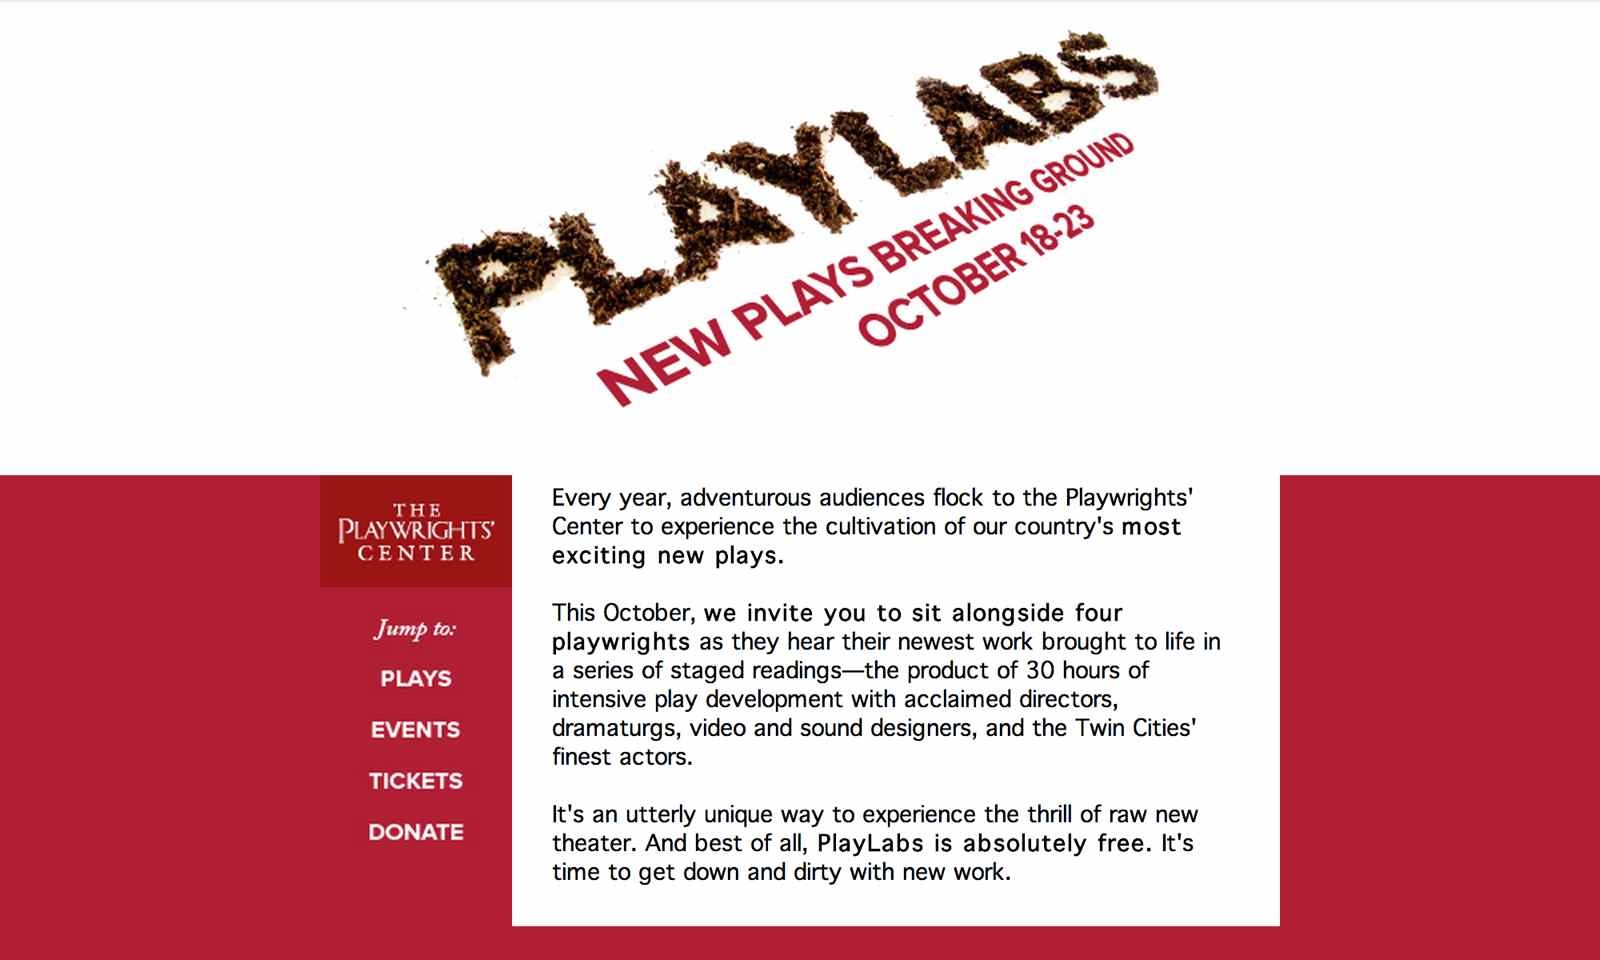 PLAYLABS
NEW PLAYS BREAKING GROUND
OCTOBER 18-23
THE
PLAYWRIGHTS'
CENTER
Jump to:
PLAYS
EVENTS
TICKETS
DONATE
Every year, adventurous audiences flock to the Playwrights'
Center to experience the cultivation of our country's most
exciting new plays.
This October, we invite you to sit alongside four
playwrights as they hear their newest work brought to life in
a series of staged readings—the product of 30 hours of
intensive play development with acclaimed directors,
dramaturgs, video and sound designers, and the Twin Cities'
finest actors.
It's an utterly unique way to experience the thrill of raw new
theater. And best of all, PlayLabs is absolutely free. It's
time to get down and dirty with new work.